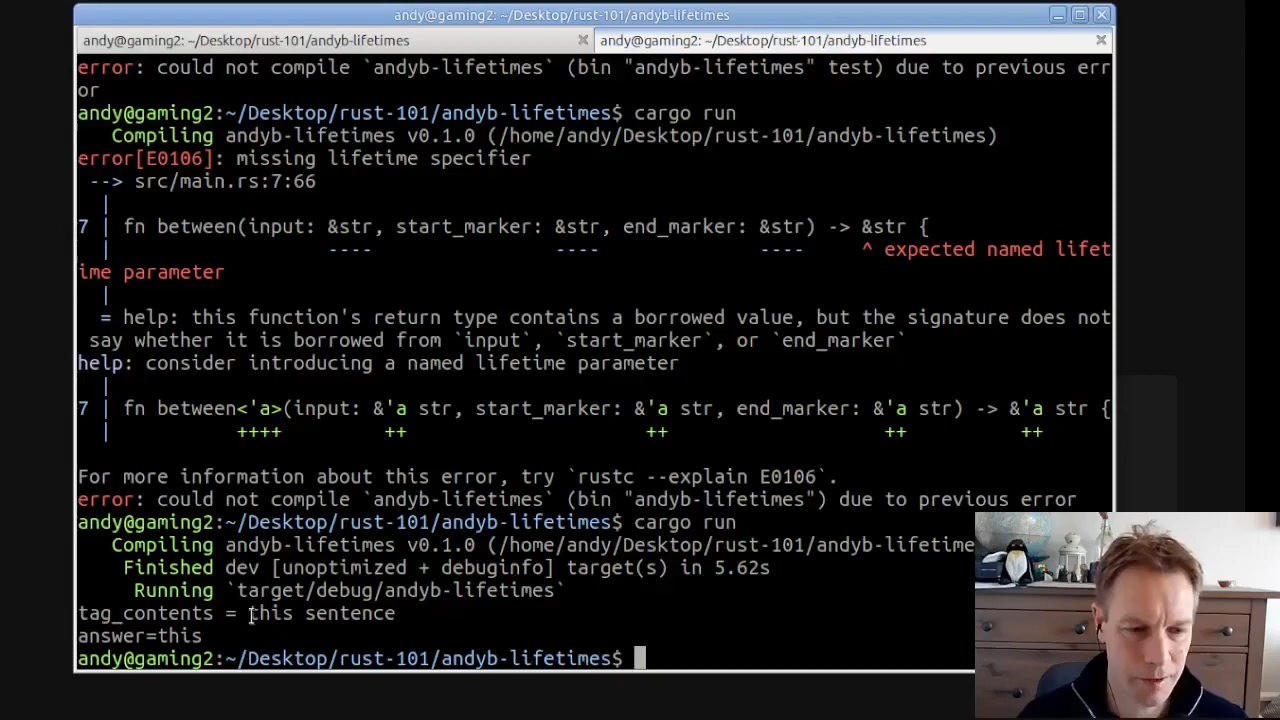 andy@gaming2: ~/Desktop/rust-101/andyb-lifetimes
andy@gaming2: ~/Desktop/rust-101/andyb-lifetimes
andy@gaming2: ~/Desktop/rust-101/andyb-lifetimes
error: could not compile `andyb-lifetimes` (bin "andyb-lifetimes" test) due to previous err
or
andy@gaming2:~/Desktop/rust-101/andyb-lifetimes$ cargo run
   Compiling andyb-lifetimes v0.1.0 (/home/andy/Desktop/rust-101/andyb-lifetimes)
error[E0106]: missing lifetime specifier
 --> src/main.rs:7:66
  |
7 | fn between(input: &str, start_marker: &str, end_marker: &str) -> &str {
  |                   ----                ----              ----     ^ expected named lifet
ime parameter
  |
  = help: this function's return type contains a borrowed value, but the signature does not
 say whether it is borrowed from `input`, `start_marker`, or `end_marker`
help: consider introducing a named lifetime parameter
  |
7 | fn between<'a>(input: &'a str, start_marker: &'a str, end_marker: &'a str) -> &'a str {
  |           ++++         ++                     ++                   ++          ++
For more information about this error, try `rustc --explain E0106`.
error: could not compile `andyb-lifetimes` (bin "andyb-lifetimes") due to previous error
andy@gaming2:~/Desktop/rust-101/andyb-lifetimes$ cargo run
   Compiling andyb-lifetimes v0.1.0 (/home/andy/Desktop/rust-101/andyb-lifetime
    Finished dev [unoptimized + debuginfo] target(s) in 5.62s
     Running `target/debug/andyb-lifetimes`
tag_contents = this sentence
answer=this
andy@gaming2:~/Desktop/rust-101/andyb-lifetimes$